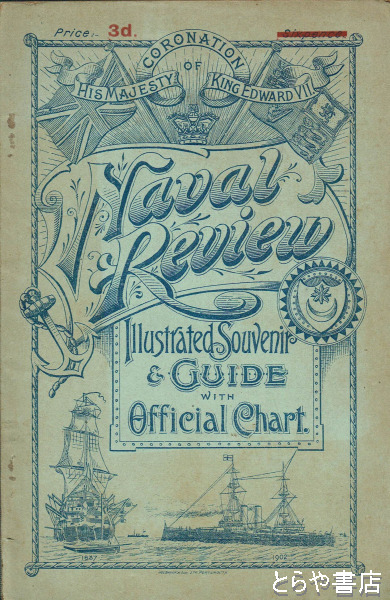 Price:- 3d. Sixpence.
CORONATION
OF
HIS MAJESTY KING EDWARD VII.
Naval
Review
Illustrated Souvenir
& GUIDE
WITH
Official Chart.
1887 1902
とらや書店